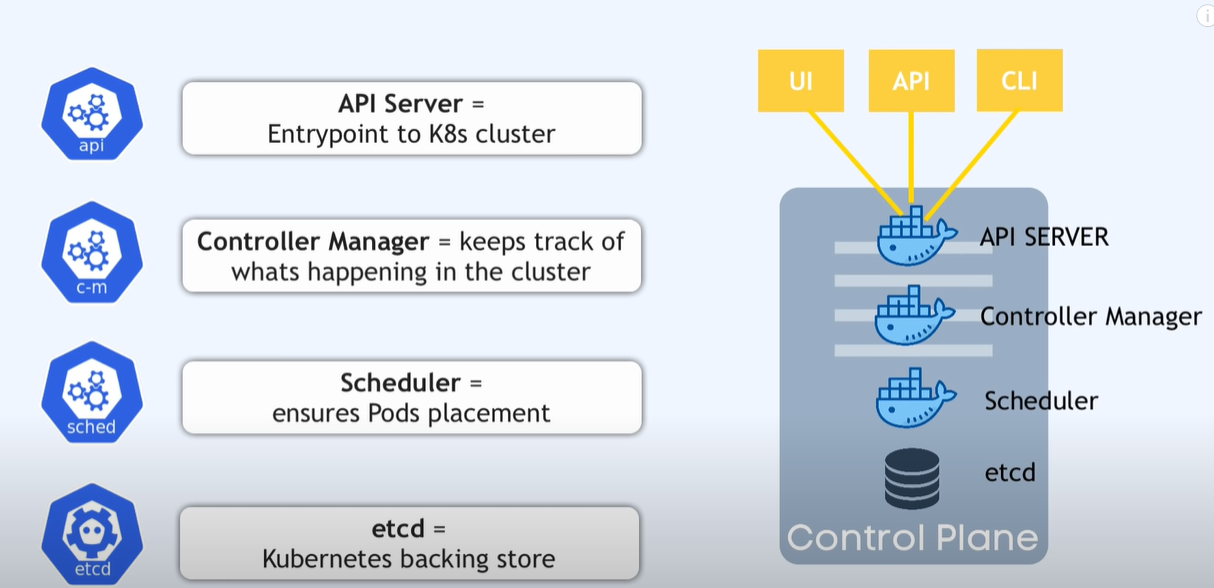 api
API Server =
Entrypoint to K8s cluster
c-m
Controller Manager = keeps track of
whats happening in the cluster
sched
Scheduler =
ensures Pods placement
etcd
etcd =
Kubernetes backing store
UI
API
CLI
API SERVER
Controller Manager
Scheduler
etcd
Control Plane
i